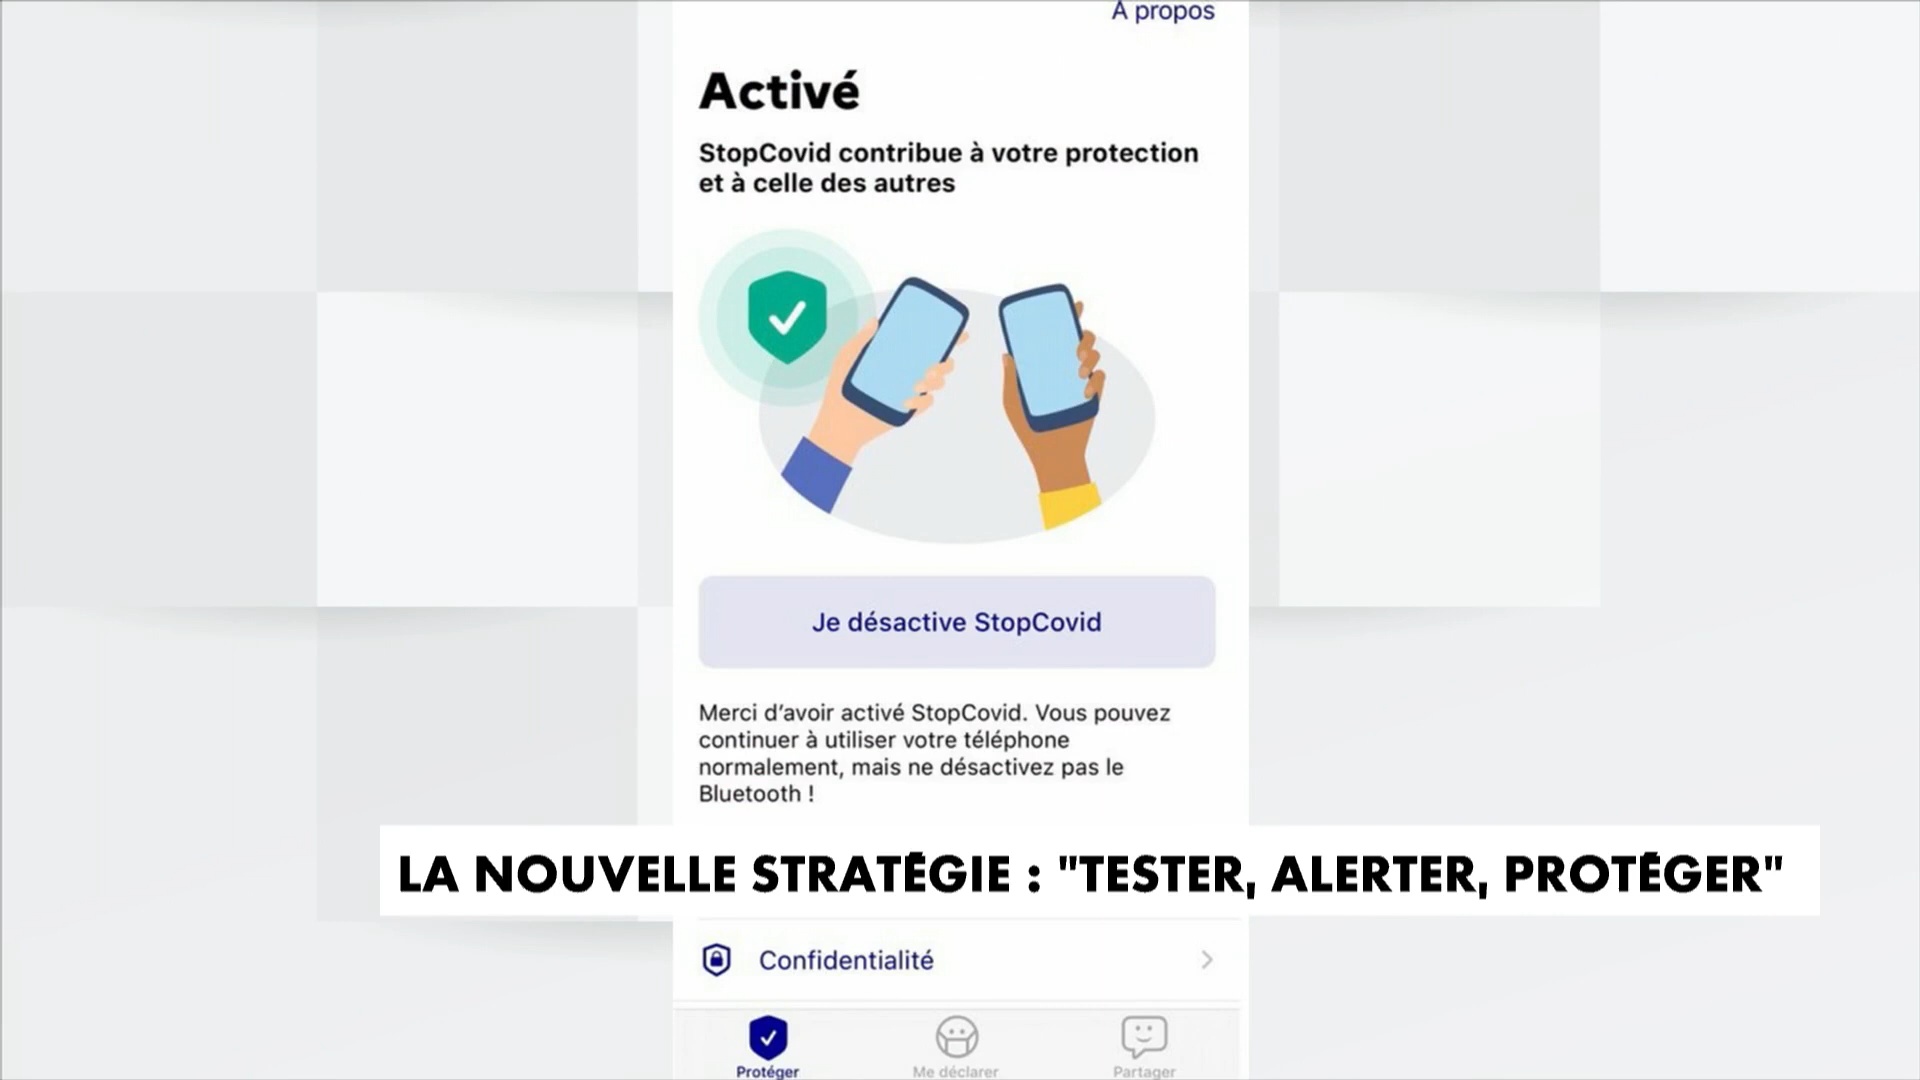 À propos
Activé
StopCovid contribue à votre protection
et à celle des autres
Je désactive StopCovid
Merci d’avoir activé StopCovid. Vous pouvez
continuer à utiliser votre téléphone
normalement, mais ne désactivez pas le
Bluetooth !
LA NOUVELLE STRATÉGIE : "TESTER, ALERTER, PROTÉGER"
Confidentialité
Protéger
Me déclarer
Partager